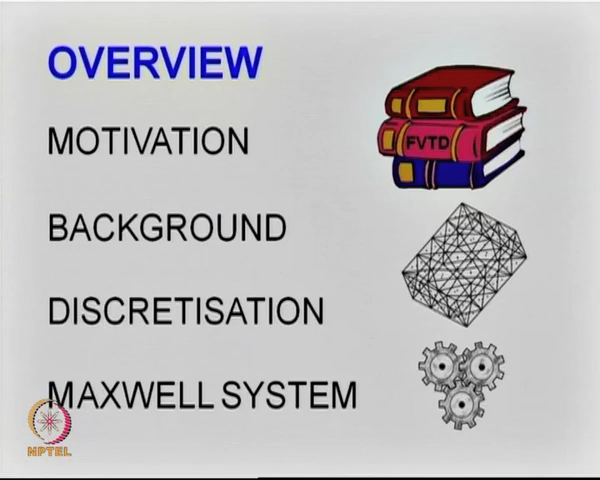 OVERVIEW
MOTIVATION
FVTD
BACKGROUND
DISCRETISATION
MAXWELL SYSTEM
NPTEL